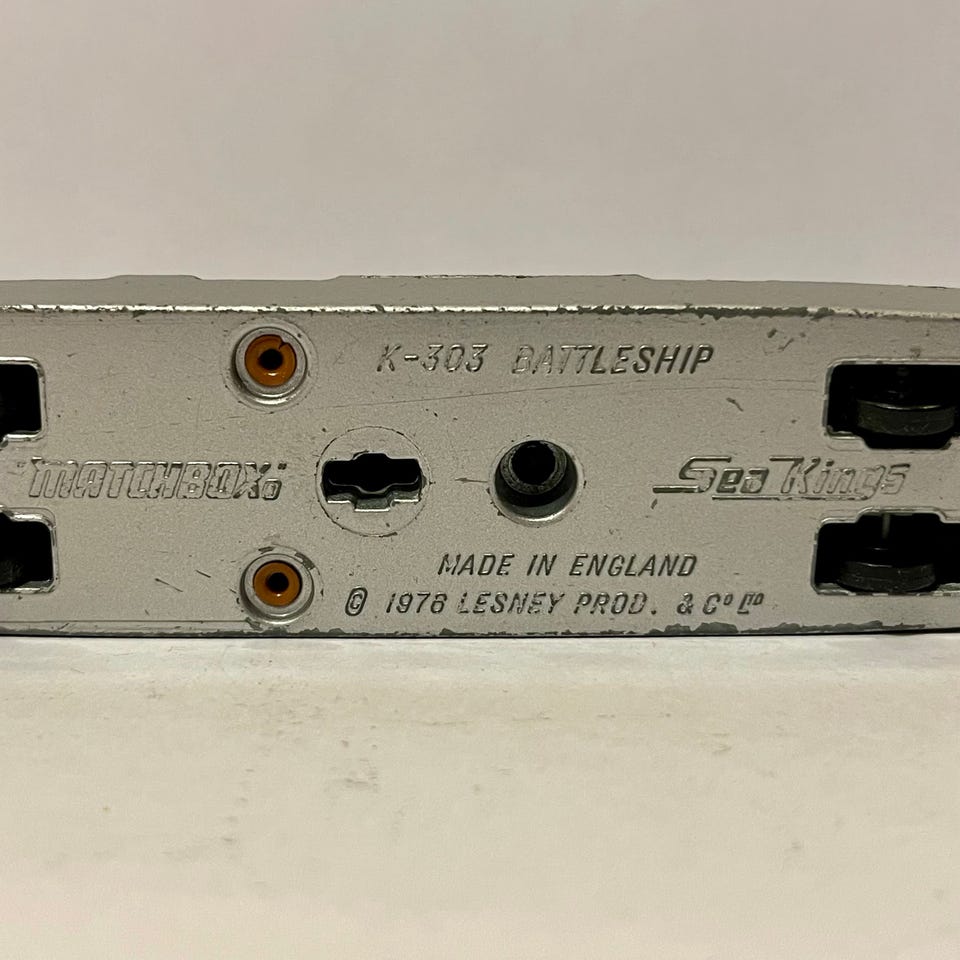 K-303 BATTLESHIP
"MATCHBOX"®
Sea Kings
MADE IN ENGLAND
© 1976 LESNEY PROD. & Cº Lᵀᴰ